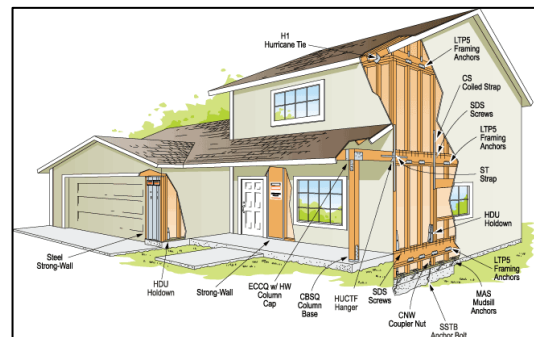 H1
Hurricane Tie
LTP5
Framing
Anchors
CS
Coiled Strap
SDS
Screws
LTP5
Framing
Anchors
ST
Strap
HDU
Holdown
LTP5
Framing
Anchors
MAS
Mudsill
Anchors
SSTB
Anchor Bolt
CNW
Coupler Nut
SDS
Screws
HUCTF
Hanger
CBSQ
Column
Base
ECCQ w/ HW
Column
Cap
Strong-Wall
HDU
Holdown
Steel
Strong-Wall